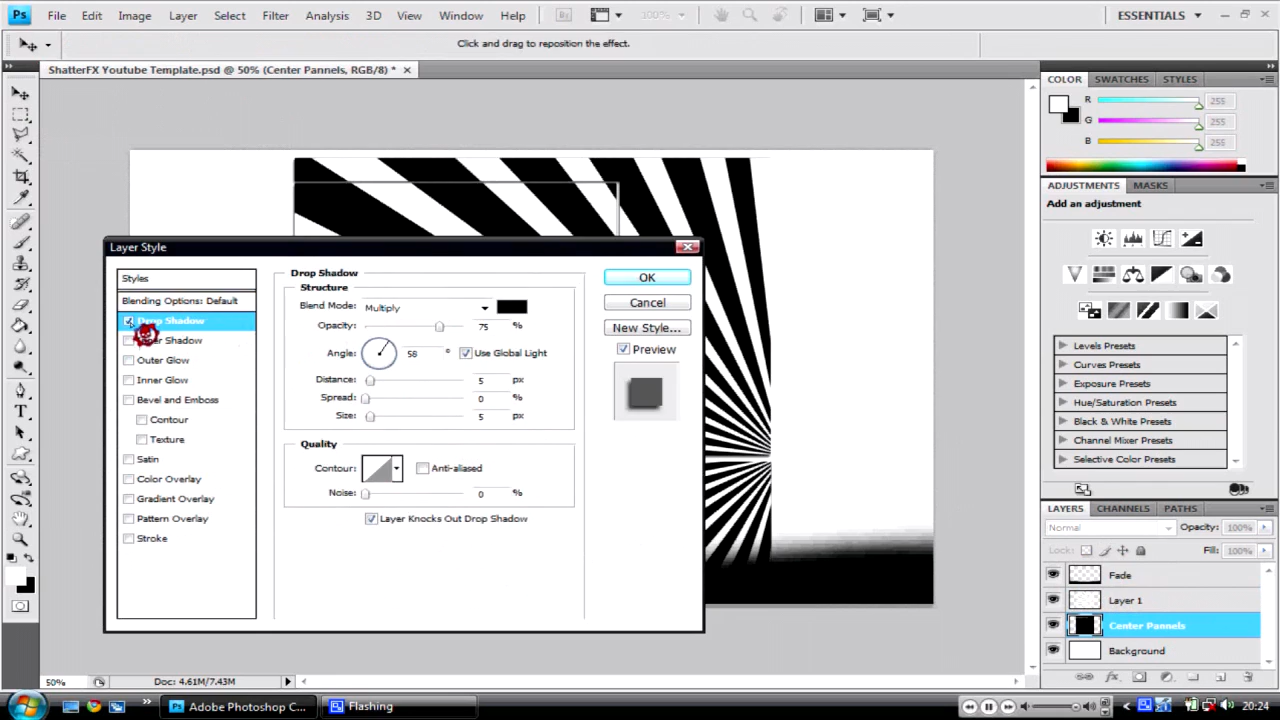 Ps File Edit Image Layer Select Filter Analysis 3D View Window Help Br 100% ESSENTIALS
Click and drag to reposition the effect.
ShatterFX Youtube Template.psd @ 50% (Center Pannels, RGB/8) *
COLOR SWATCHES STYLES
R 255
G 255
B 255
ADJUSTMENTS MASKS
Add an adjustment
Levels Presets
Curves Presets
Exposure Presets
Hue/Saturation Presets
Black & White Presets
Channel Mixer Presets
Selective Color Presets
LAYERS CHANNELS PATHS
Normal Opacity: 100%
Lock: Fill: 100%
Fade
Layer 1
Center Pannels
Background
Layer Style
Styles
Blending Options: Default
Drop Shadow
Inner Shadow
Outer Glow
Inner Glow
Bevel and Emboss
Contour
Texture
Satin
Color Overlay
Gradient Overlay
Pattern Overlay
Stroke
Drop Shadow
Structure
Blend Mode: Multiply
Opacity: 75 %
Angle: 58 ° Use Global Light
Distance: 5 px
Spread: 0 %
Size: 5 px
Quality
Contour: Anti-aliased
Noise: 0 %
Layer Knocks Out Drop Shadow
OK
Cancel
New Style...
Preview
50% Doc: 4.61M/7.43M
Ps Adobe Photoshop C... Flashing 20:24